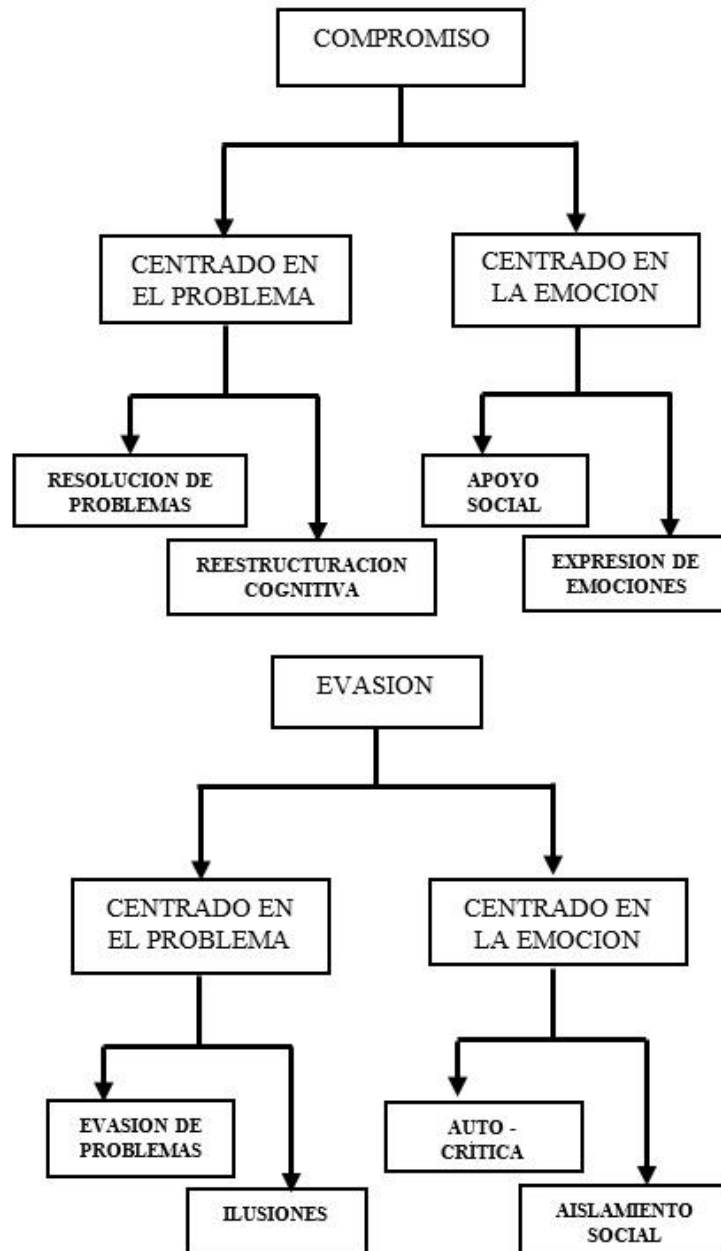 COMPROMISO
CENTRADO EN
EL PROBLEMA
CENTRADO EN
LA EMOCION
RESOLUCION DE
PROBLEMAS
REESTRUCTURACION
COGNITIVA
APOYO
SOCIAL
EXPRESION DE
EMOCIONES
EVASION
CENTRADO EN
EL PROBLEMA
CENTRADO EN
LA EMOCION
EVASION DE
PROBLEMAS
ILUSIONES
AUTO -
CRÍTICA
AISLAMIENTO
SOCIAL